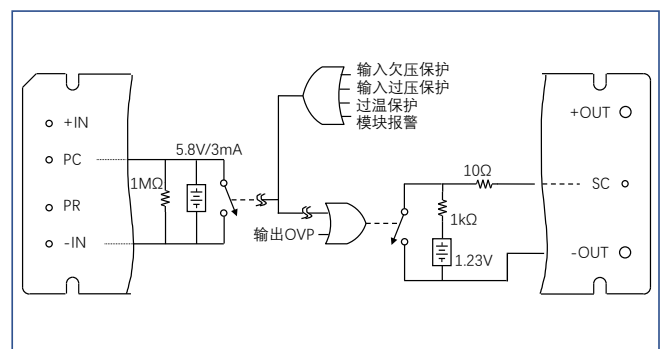 输入欠压保护
输入过压保护
过温保护
模块报警
+IN
PC
PR
-IN
5.8V/3mA
1MΩ
输出OVP
10Ω
1kΩ
1.23V
+OUT
SC
-OUT